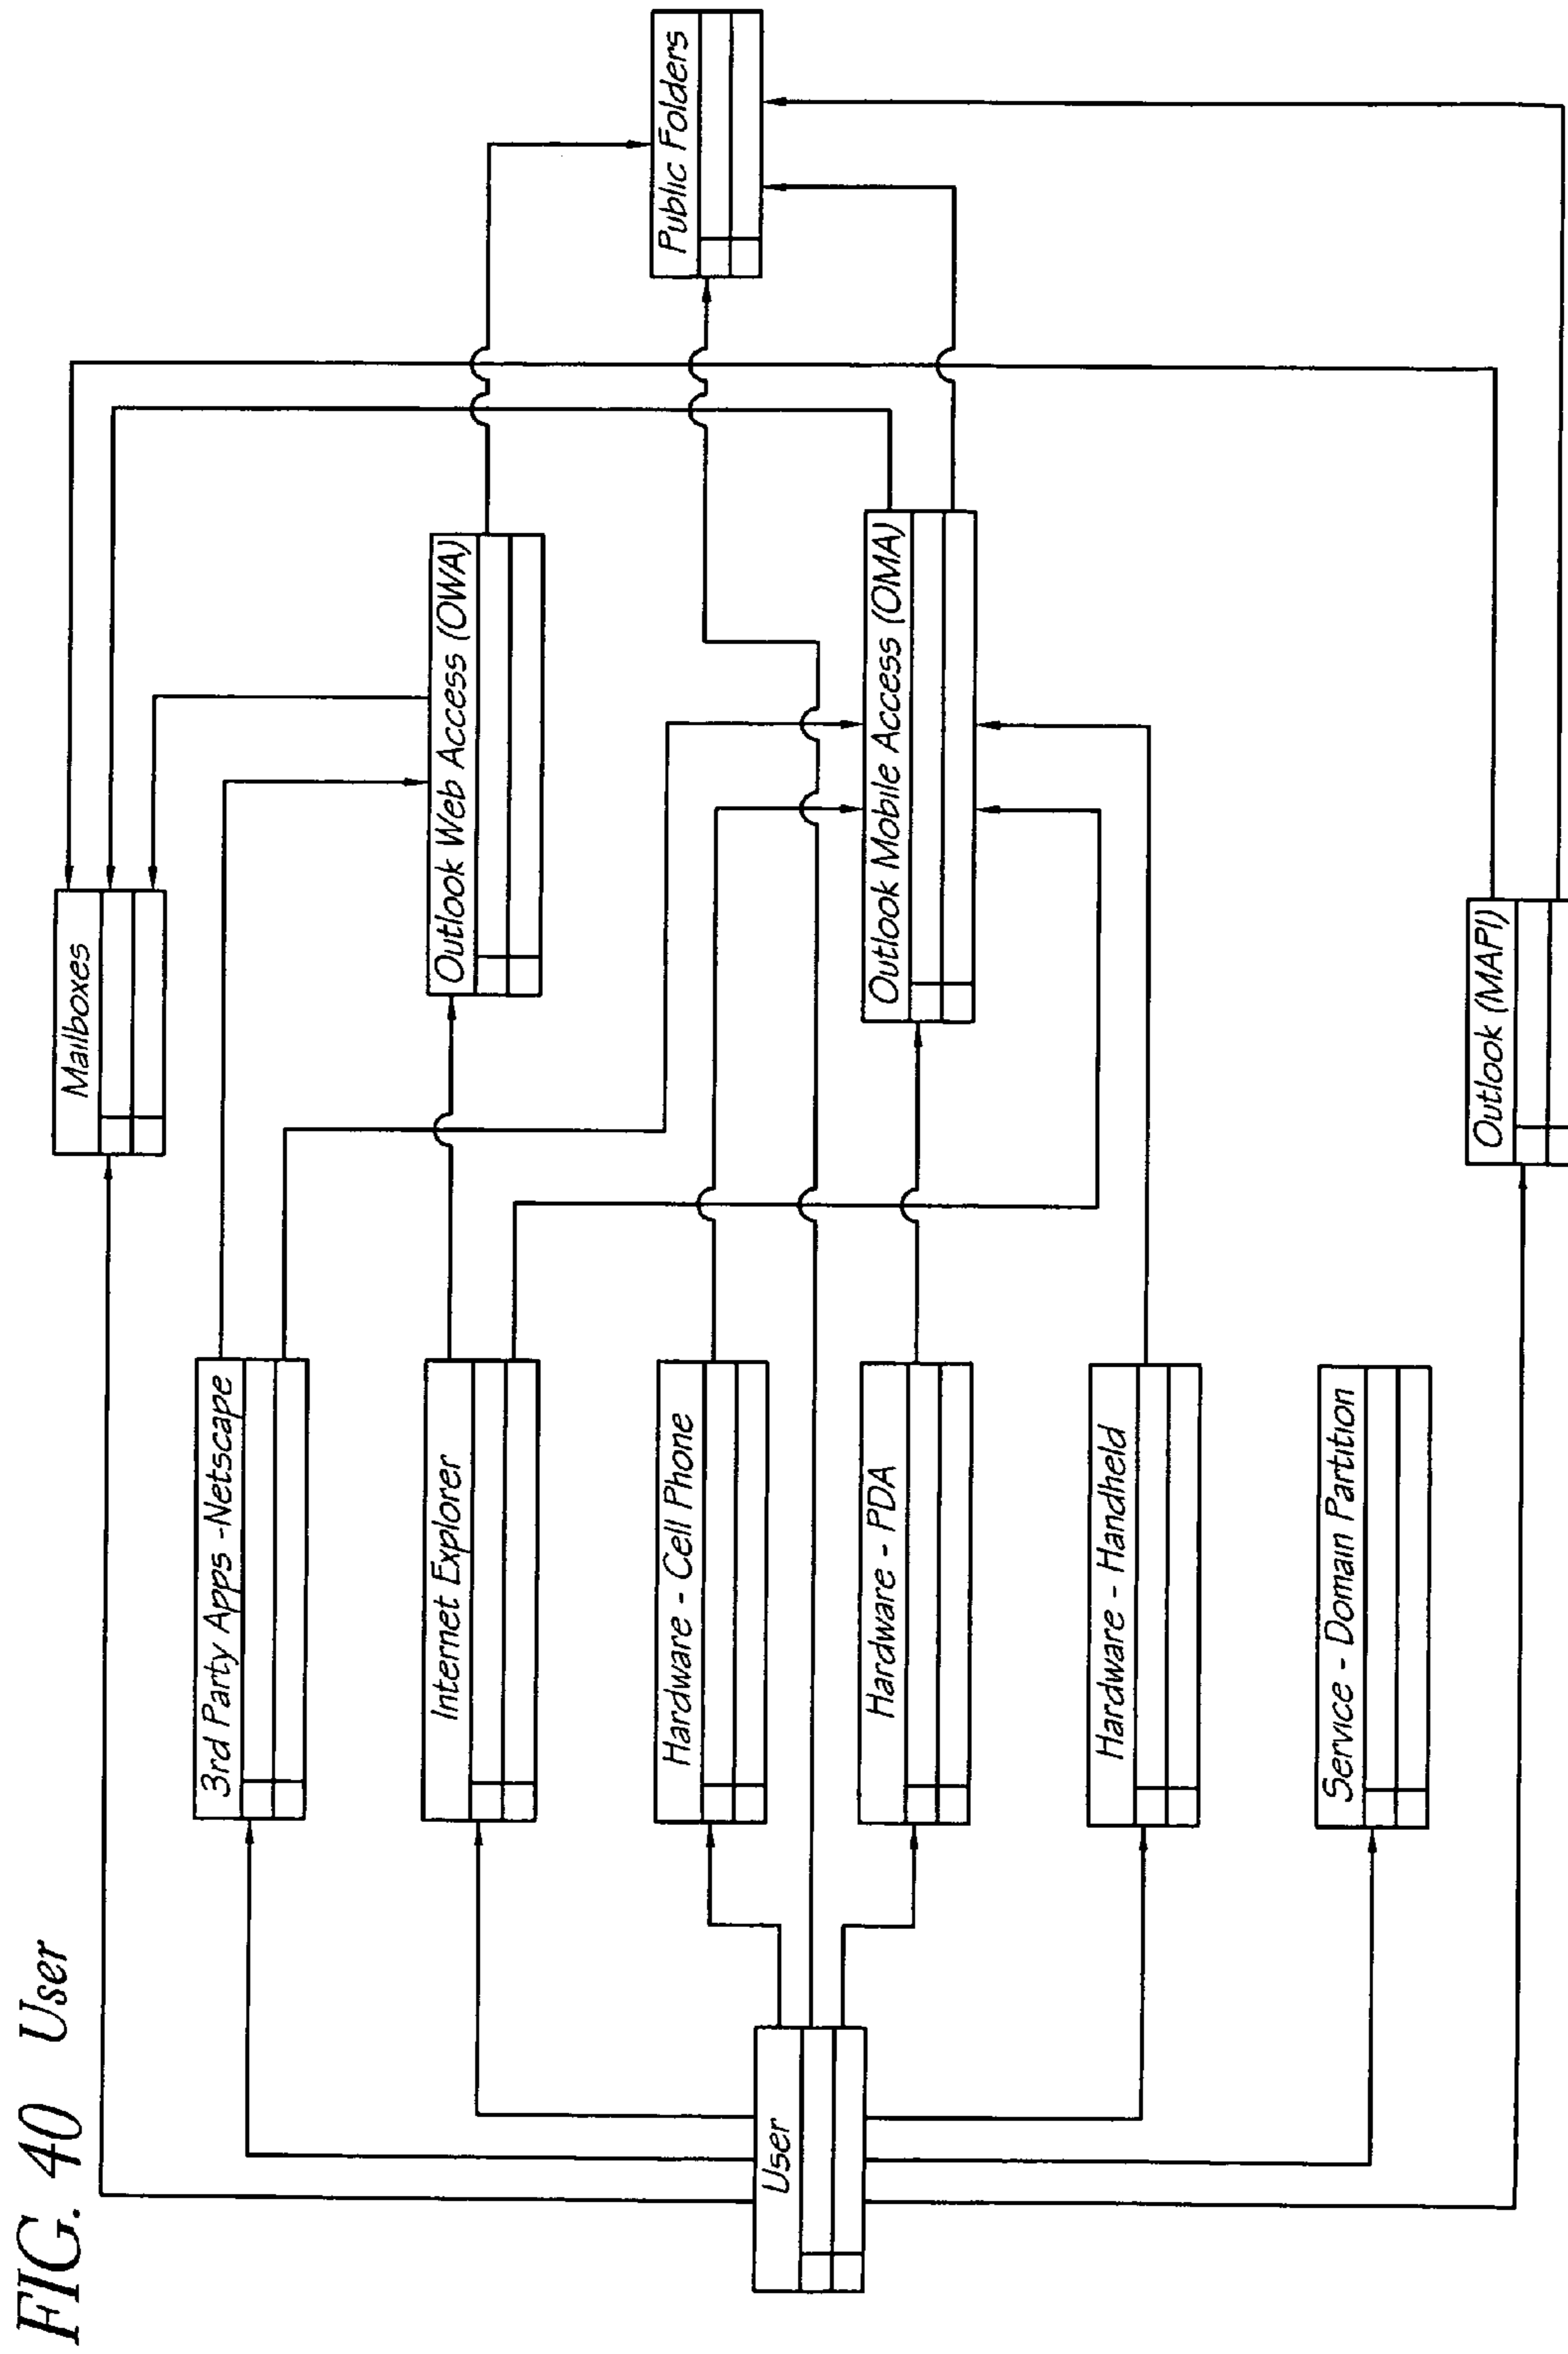 FIG. 40 User
Mailboxes
3rd Party Apps -Netscape
Internet Explorer
Outlook Web Access (OWA)
Hardware - Cell Phone
Public Folders
User
Hardware - PDA
Outlook Mobile Access (OMA)
Hardware - Handheld
Service - Domain Partition
Outlook (MAPI)